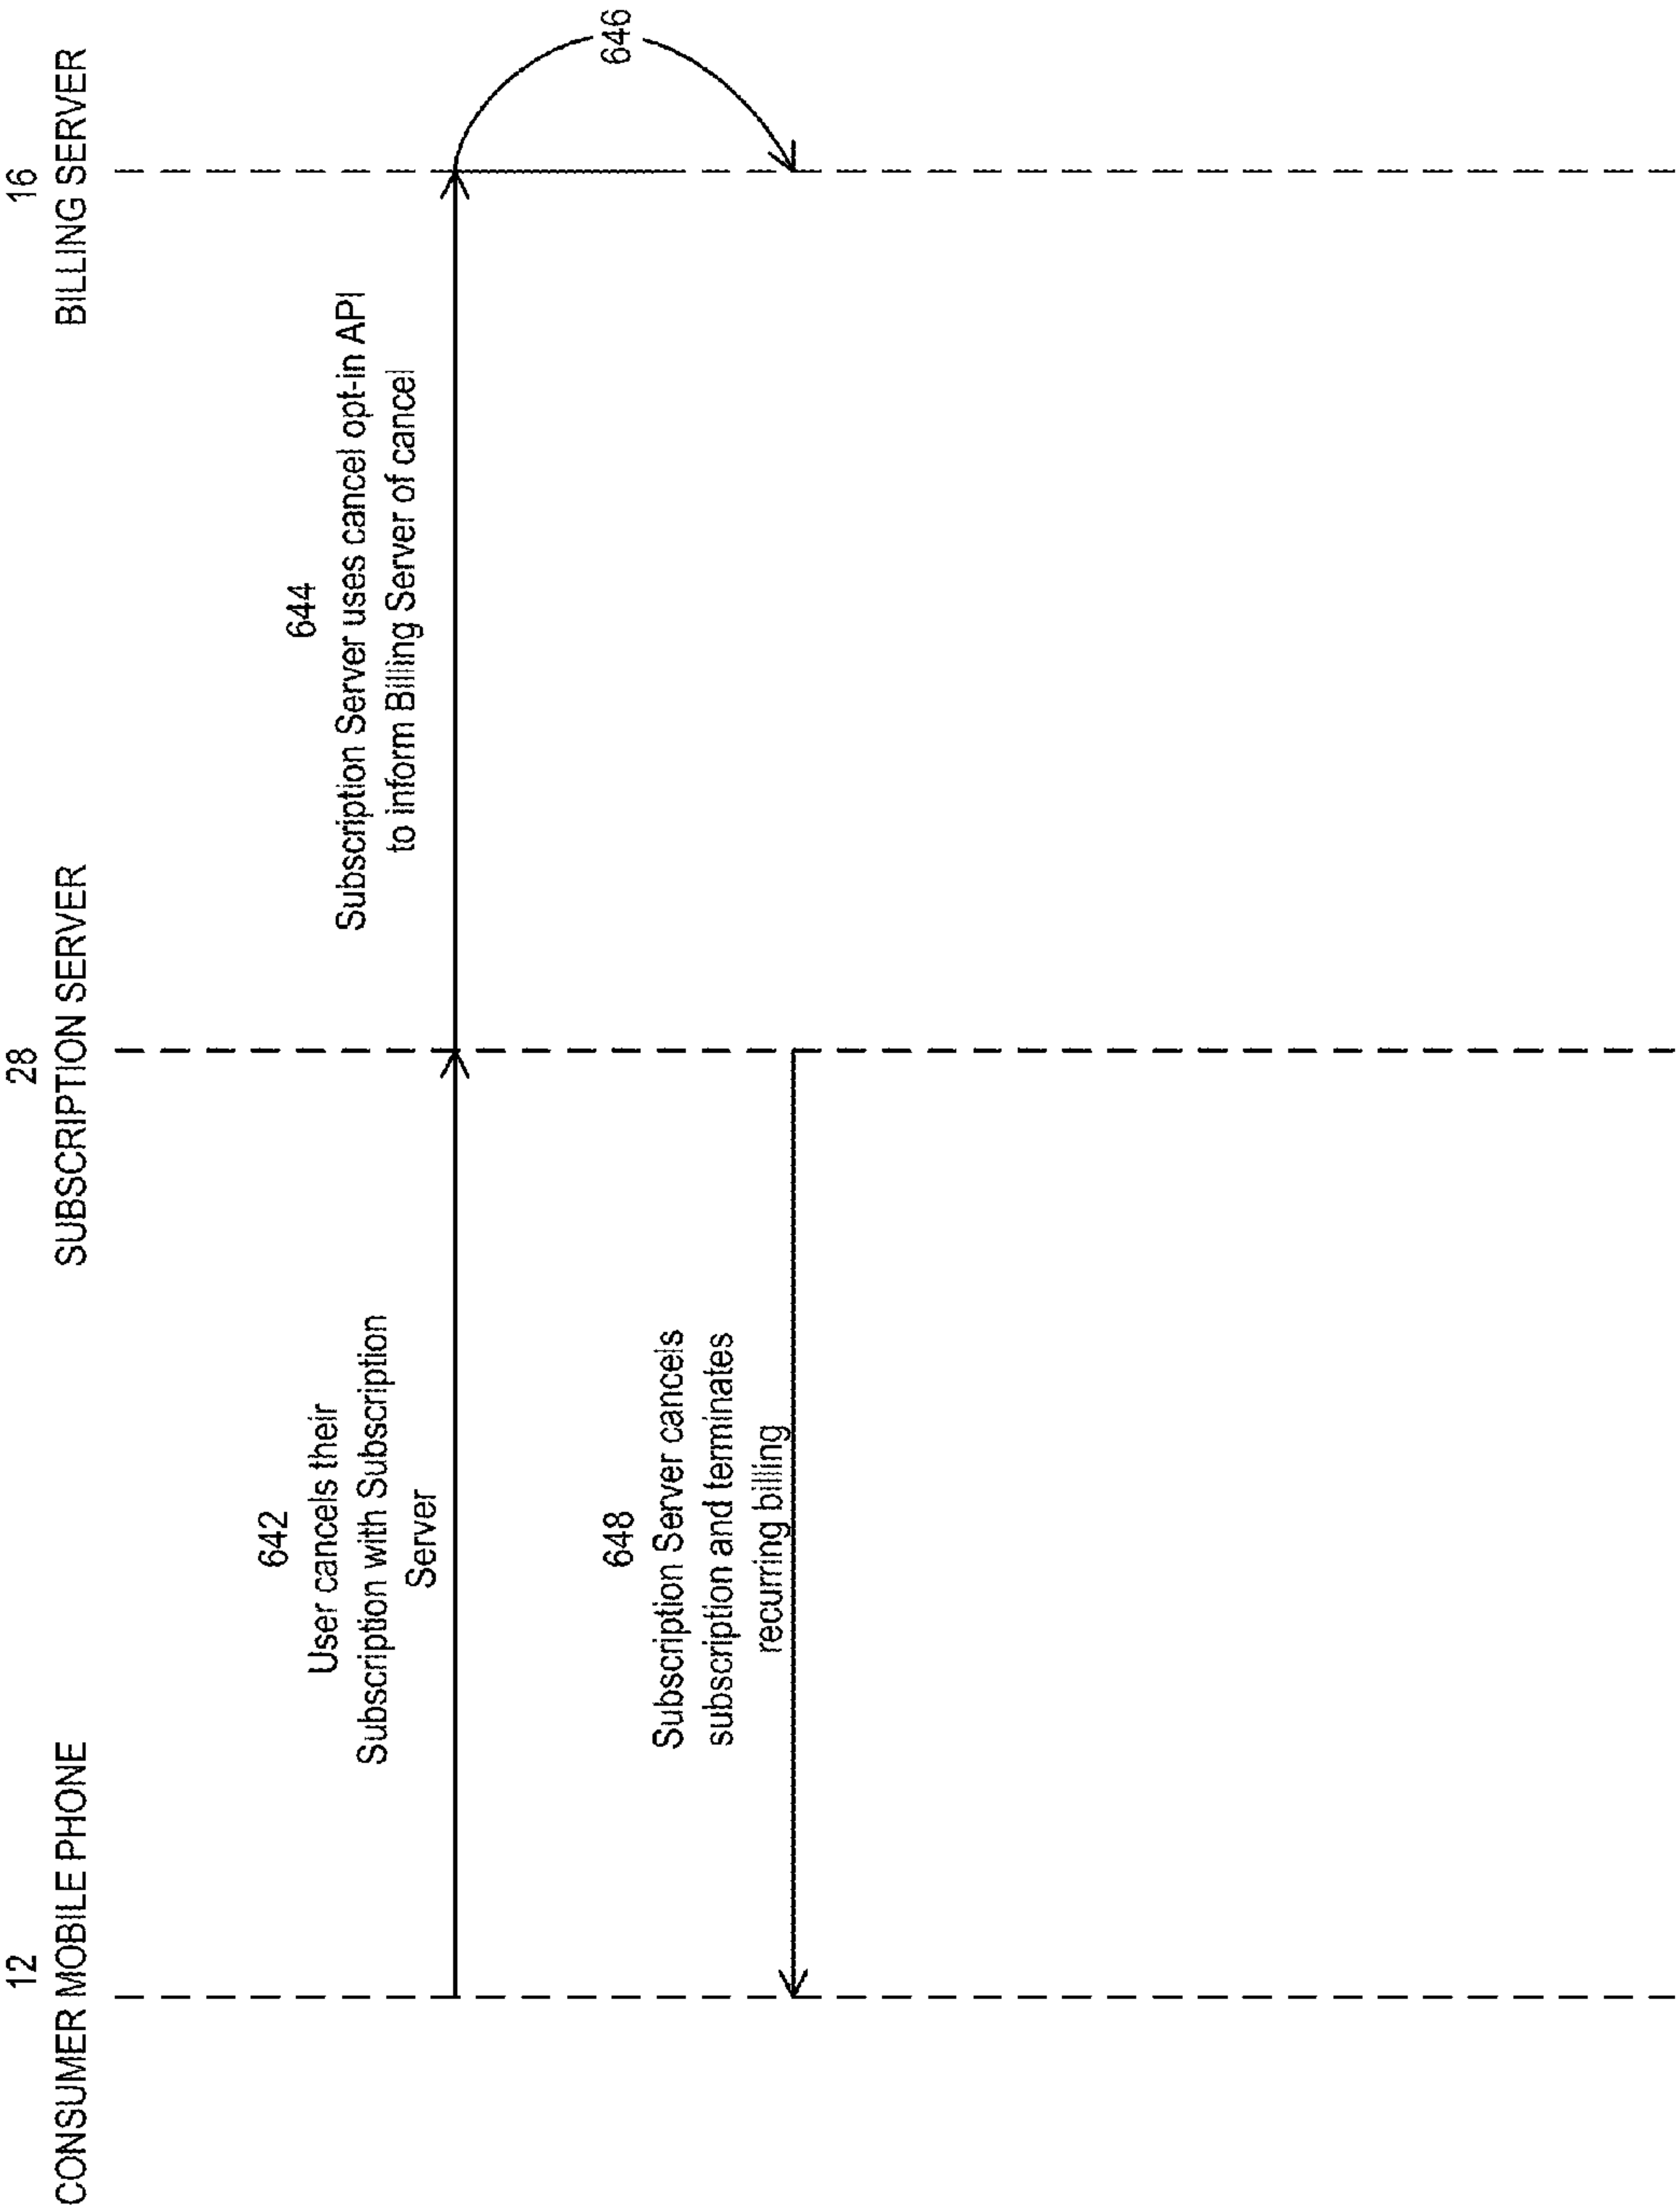 12
CONSUMER MOBILE PHONE
28
SUBSCRIPTION SERVER
16
BILLING SERVER
642
User cancels their
Subscription with Subscription
Server
644
Subscription Server uses cancel opt-in API
to inform Billing Server of cancel
646
648
Subscription Server cancels
subscription and terminates
recurring billing